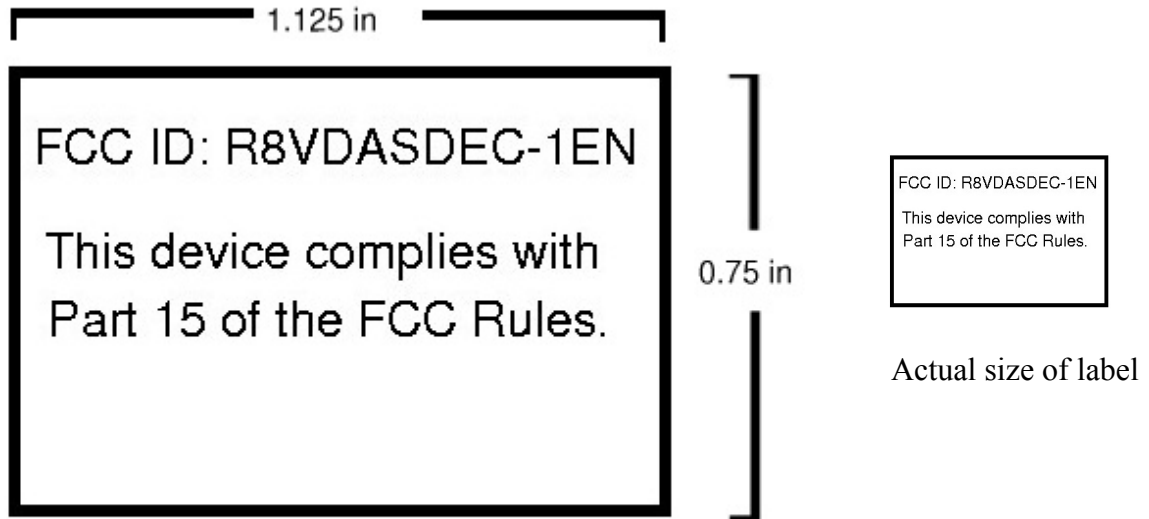 1.125 in
FCC ID: R8VDASDEC-1EN
This device complies with
Part 15 of the FCC Rules.
0.75 in
FCC ID: R8VDASDEC-1EN
This device complies with
Part 15 of the FCC Rules.
Actual size of label